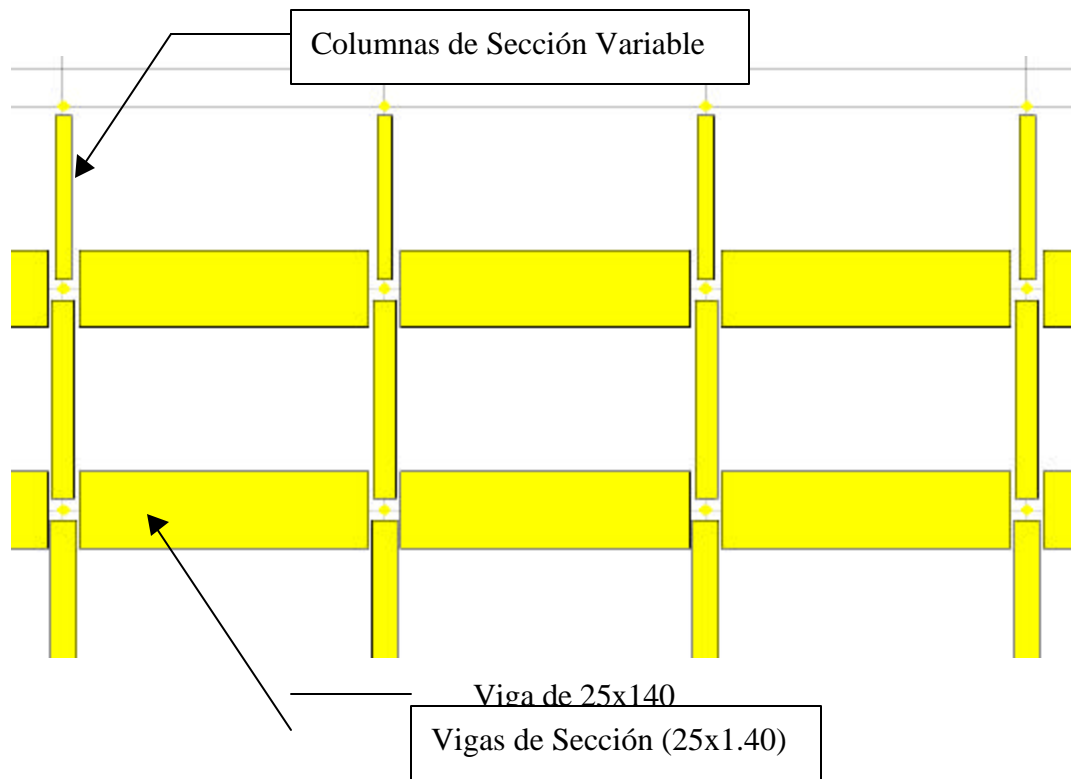 Columnas de Sección Variable
Viga de 25x140
Vigas de Sección (25x1.40)